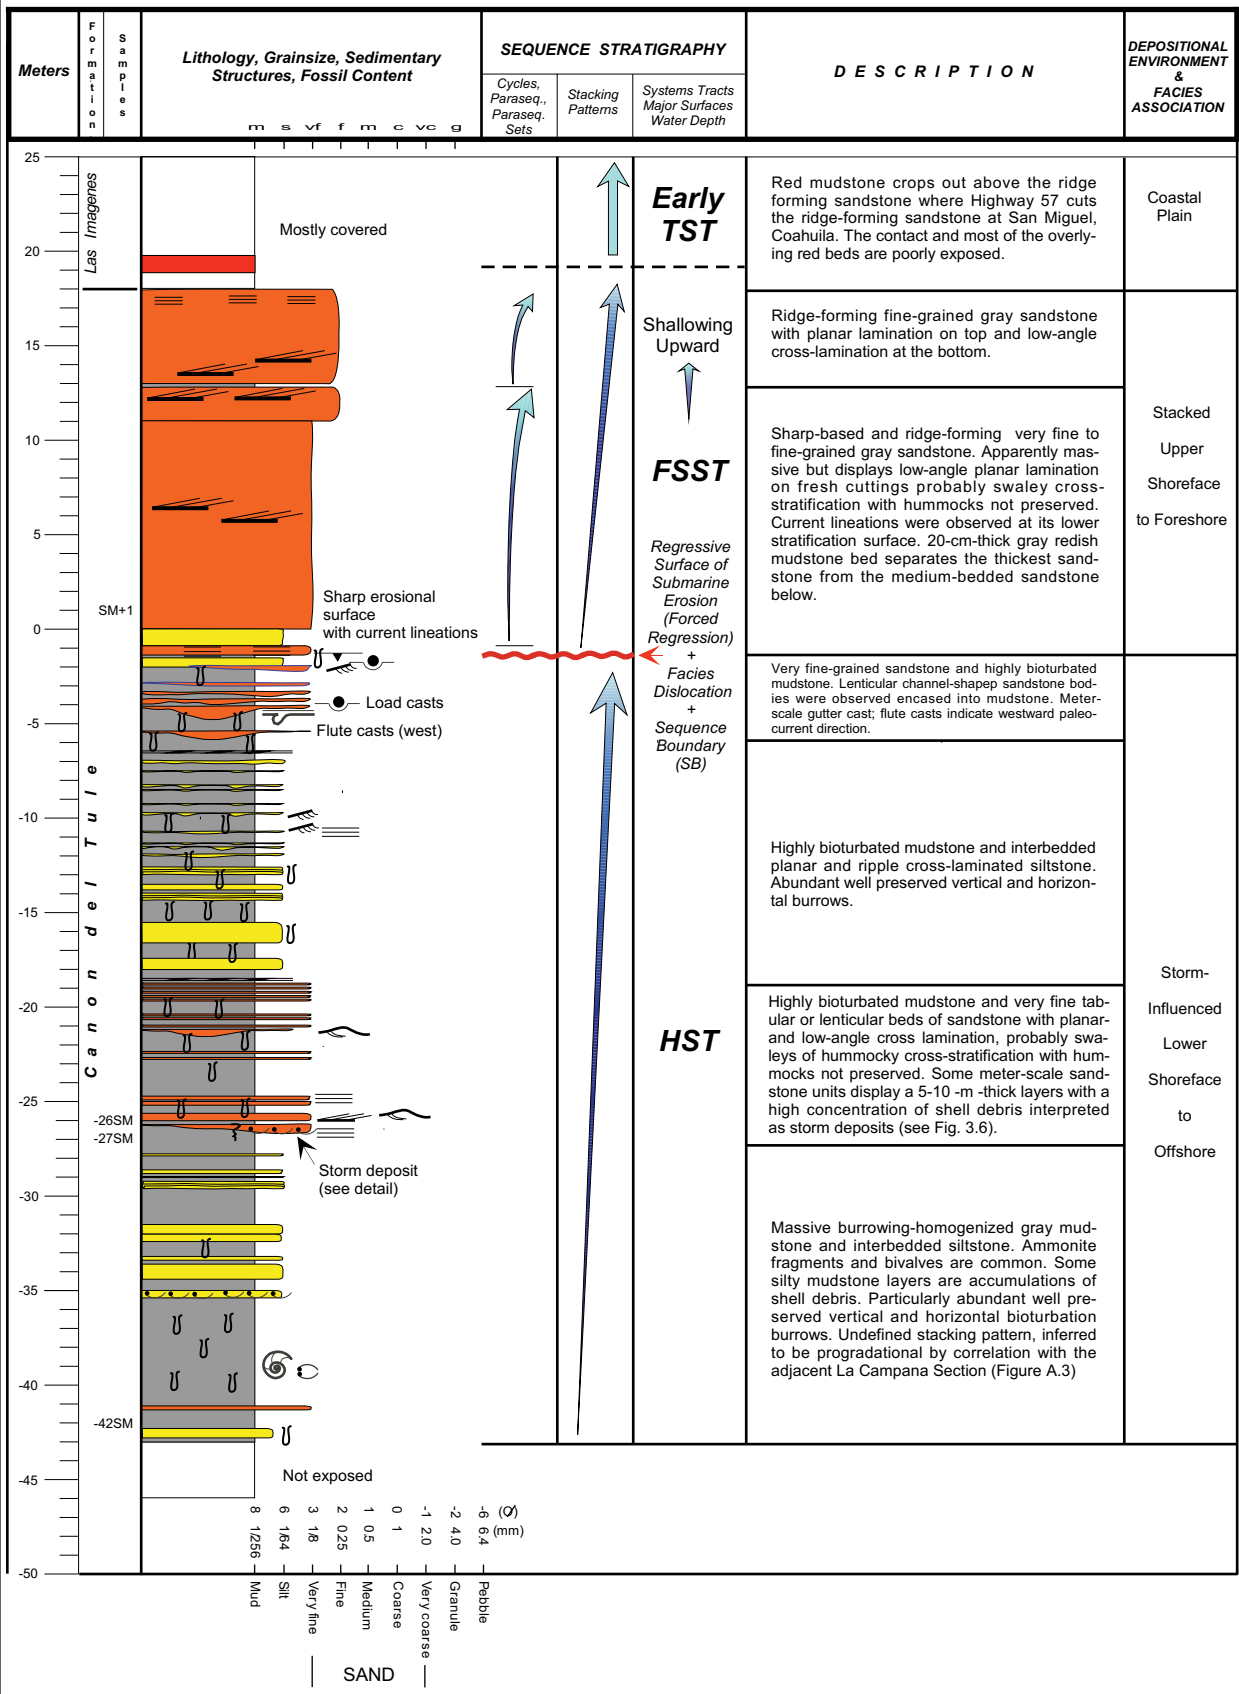 Meters
Formation
Samples
Lithology, Grainsize, Sedimentary
Structures, Fossil Content
m s vf f m c vc g
SEQUENCE STRATIGRAPHY
Cycles,
Paraseq.,
Paraseq.
Sets
Stacking
Patterns
Systems Tracts
Major Surfaces
Water Depth
DESCRIPTION
DEPOSITIONAL
ENVIRONMENT
&
FACIES
ASSOCIATION
25
20
15
10
5
0
-5
-10
-15
-20
-25
-30
-35
-40
-45
-50
Las Imagenes
Canon del Tule
SM+1
-26SM
-27SM
-42SM
Mostly covered
Sharp erosional
surface
with current lineations
Load casts
Flute casts (west)
Storm deposit
(see detail)
Not exposed
Early
TST
Shallowing
Upward
FSST
Regressive
Surface of
Submarine
Erosion
(Forced
Regression)
+
Facies
Dislocation
+
Sequence
Boundary
(SB)
HST
Red mudstone crops out above the ridge
forming sandstone where Highway 57 cuts
the ridge-forming sandstone at San Miguel,
Coahuila. The contact and most of the overly-
ing red beds are poorly exposed.
Ridge-forming fine-grained gray sandstone
with planar lamination on top and low-angle
cross-lamination at the bottom.
Sharp-based and ridge-forming very fine to
fine-grained gray sandstone. Apparently mas-
sive but displays low-angle planar lamination
on fresh cuttings probably swaley cross-
stratification with hummocks not preserved.
Current lineations were observed at its lower
stratification surface. 20-cm-thick gray redish
mudstone bed separates the thickest sand-
stone from the medium-bedded sandstone
below.
Very fine-grained sandstone and highly bioturbated
mudstone. Lenticular channel-shapep sandstone bod-
ies were observed encased into mudstone. Meter-
scale gutter cast; flute casts indicate westward paleo-
current direction.
Highly bioturbated mudstone and interbedded
planar and ripple cross-laminated siltstone.
Abundant well preserved vertical and horizon-
tal burrows.
Highly bioturbated mudstone and very fine tab-
ular or lenticular beds of sandstone with planar-
and low-angle cross lamination, probably swa-
leys of hummocky cross-stratification with hum-
mocks not preserved. Some meter-scale sand-
stone units display a 5-10 -m -thick layers with a
high concentration of shell debris interpreted
as storm deposits (see Fig. 3.6).
Massive burrowing-homogenized gray mud-
stone and interbedded siltstone. Ammonite
fragments and bivalves are common. Some
silty mudstone layers are accumulations of
shell debris. Particularly abundant well pre-
served vertical and horizontal bioturbation
burrows. Undefined stacking pattern, inferred
to be progradational by correlation with the
adjacent La Campana Section (Figure A.3)
Coastal
Plain
Stacked
Upper
Shoreface
to Foreshore
Storm-
Influenced
Lower
Shoreface
to
Offshore
8 6 3 2 1 0 -1 -2 -6 (Ø)
1/256 1/64 1/8 0.25 0.5 1 2.0 4.0 6.4 (mm)
Mud
Silt
Very fine
Fine
Medium
Coarse
Very coarse
Granule
Pebble
SAND